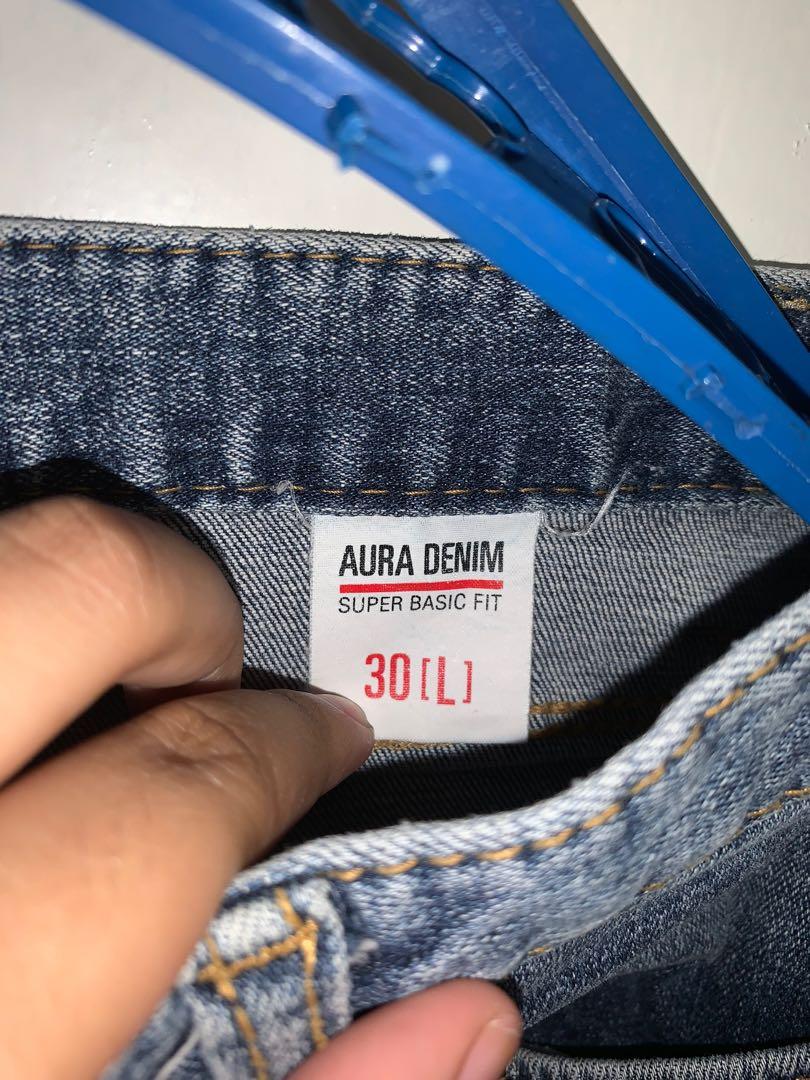 AURA DENIM
SUPER BASIC FIT
30[L]